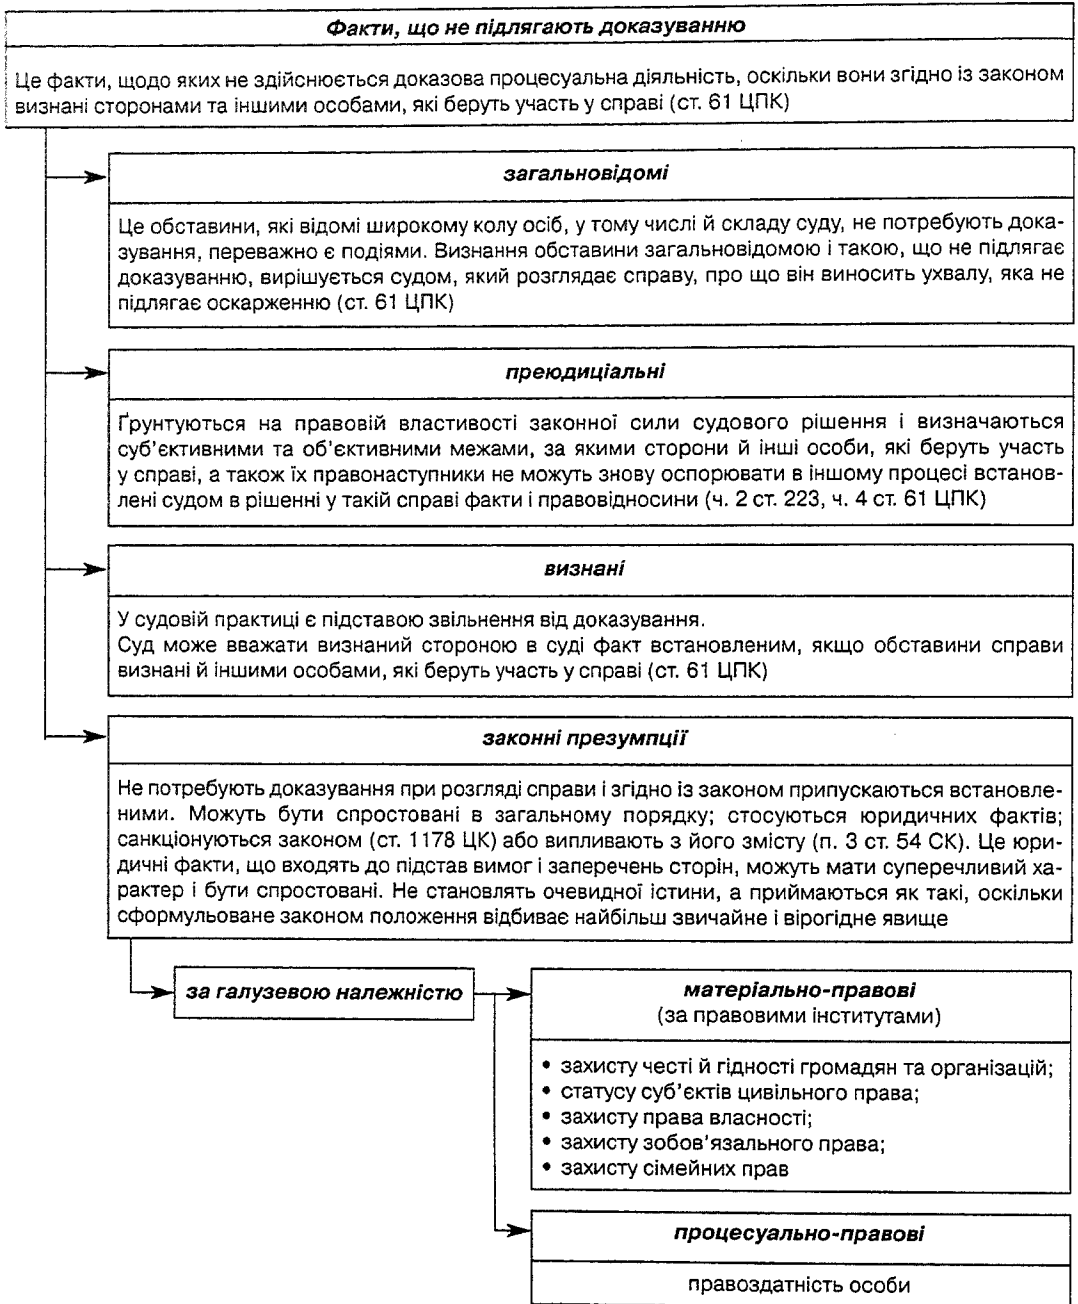 Факти, що не підлягають доказуванню
Це факти, щодо яких не здійснюється доказова процесуальна діяльність, оскільки вони згідно із законом
визнані сторонами та іншими особами, які беруть участь у справі (ст. 61 ЦПК)
загальновідомі
Це обставини, які відомі широкому колу осіб, у тому числі й складу суду, не потребують дока-
зування, переважно є подіями. Визнання обставини загальновідомою і такою, що не підлягає
доказуванню, вирішується судом, який розглядає справу, про що він виносить ухвалу, яка не
підлягає оскарженню (ст. 61 ЦПК)
преюдиціальні
Ґрунтуються на правовій властивості законної сили судового рішення і визначаються
суб’єктивними та об’єктивними межами, за якими сторони й інші особи, які беруть участь
у справі, а також їх правонаступники не можуть знову оспорювати в іншому процесі встанов-
лені судом в рішенні у такій справі факти і правовідносини (ч. 2 ст. 223, ч. 4 ст. 61 ЦПК)
визнані
У судовій практиці є підставою звільнення від доказування.
Суд може вважати визнаний стороною в суді факт встановленим, якщо обставини справи
визнані й іншими особами, які беруть участь у справі (ст. 61 ЦПК)
законні презумпції
Не потребують доказування при розгляді справи і згідно із законом припускаються встановле-
ними. Можуть бути спростовані в загальному порядку; стосуються юридичних фактів;
санкціонуються законом (ст. 1178 ЦК) або випливають з його змісту (п. 3 ст. 54 СК). Це юри-
дичні факти, що входять до підстав вимог і заперечень сторін, можуть мати суперечливий ха-
рактер і бути спростовані. Не становлять очевидної істини, а приймаються як такі, оскільки
сформульоване законом положення відбиває найбільш звичайне і вірогідне явище
за галузевою належністю
матеріально-правові
(за правовими інститутами)
• захисту честі й гідності громадян та організацій;
• статусу суб’єктів цивільного права;
• захисту права власності;
• захисту зобов’язального права;
• захисту сімейних прав
процесуально-правові
правоздатність особи